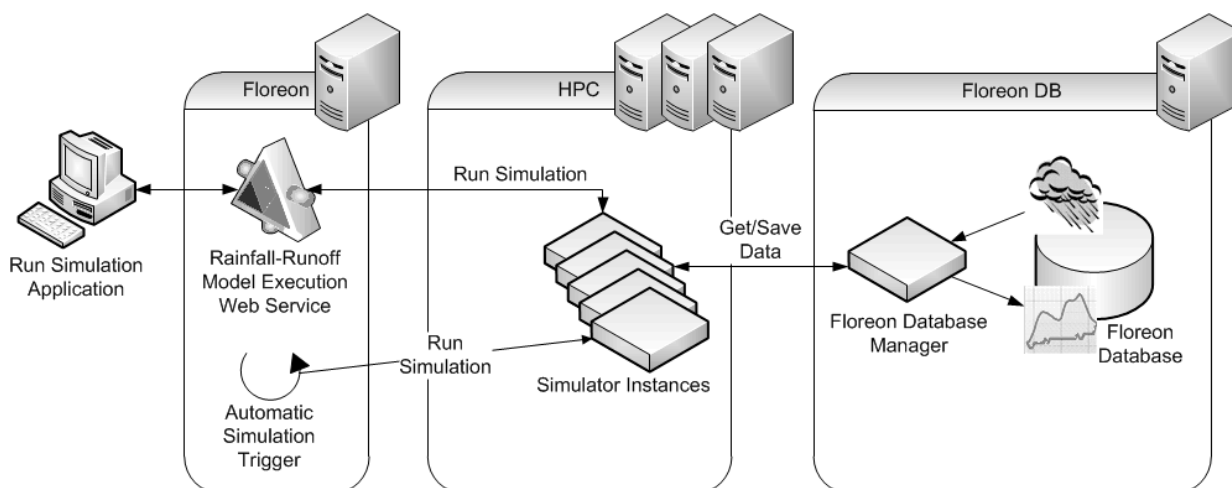 Floreon
HPC
Floreon DB
Run Simulation
Application
Rainfall-Runoff
Model Execution
Web Service
Run Simulation
Get/Save
Data
Run
Simulation
Automatic
Simulation
Trigger
Simulator Instances
Floreon Database
Manager
Floreon
Database